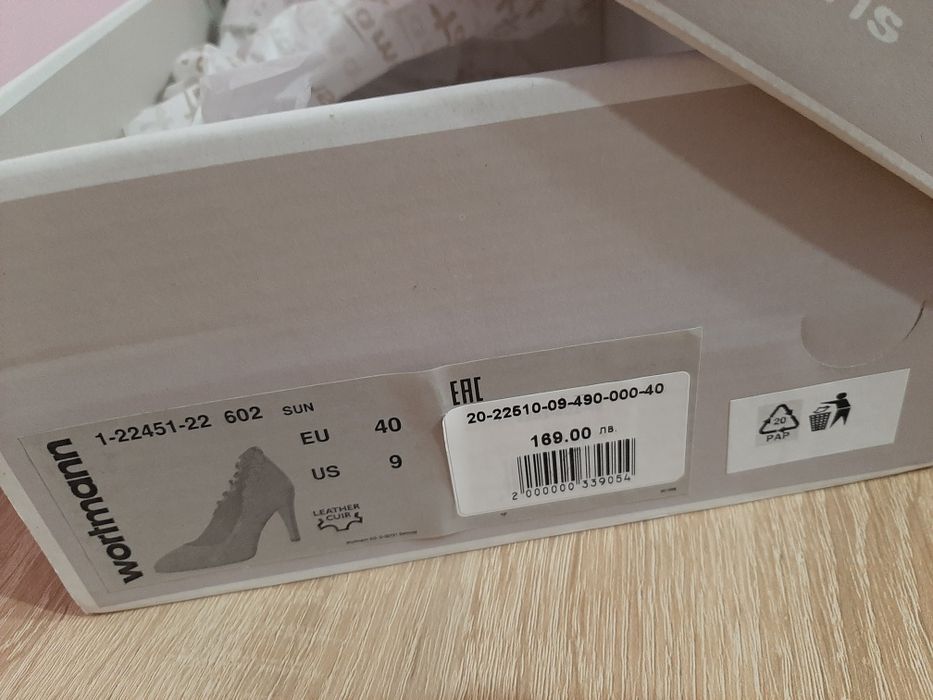 is
wortmann
1-22451-22 602 SUN
EU 40
US 9
LEATHER
CUIR
EAC
20-22510-09-490-000-40
169.00 лв.
2 000000 339054
20
PAP